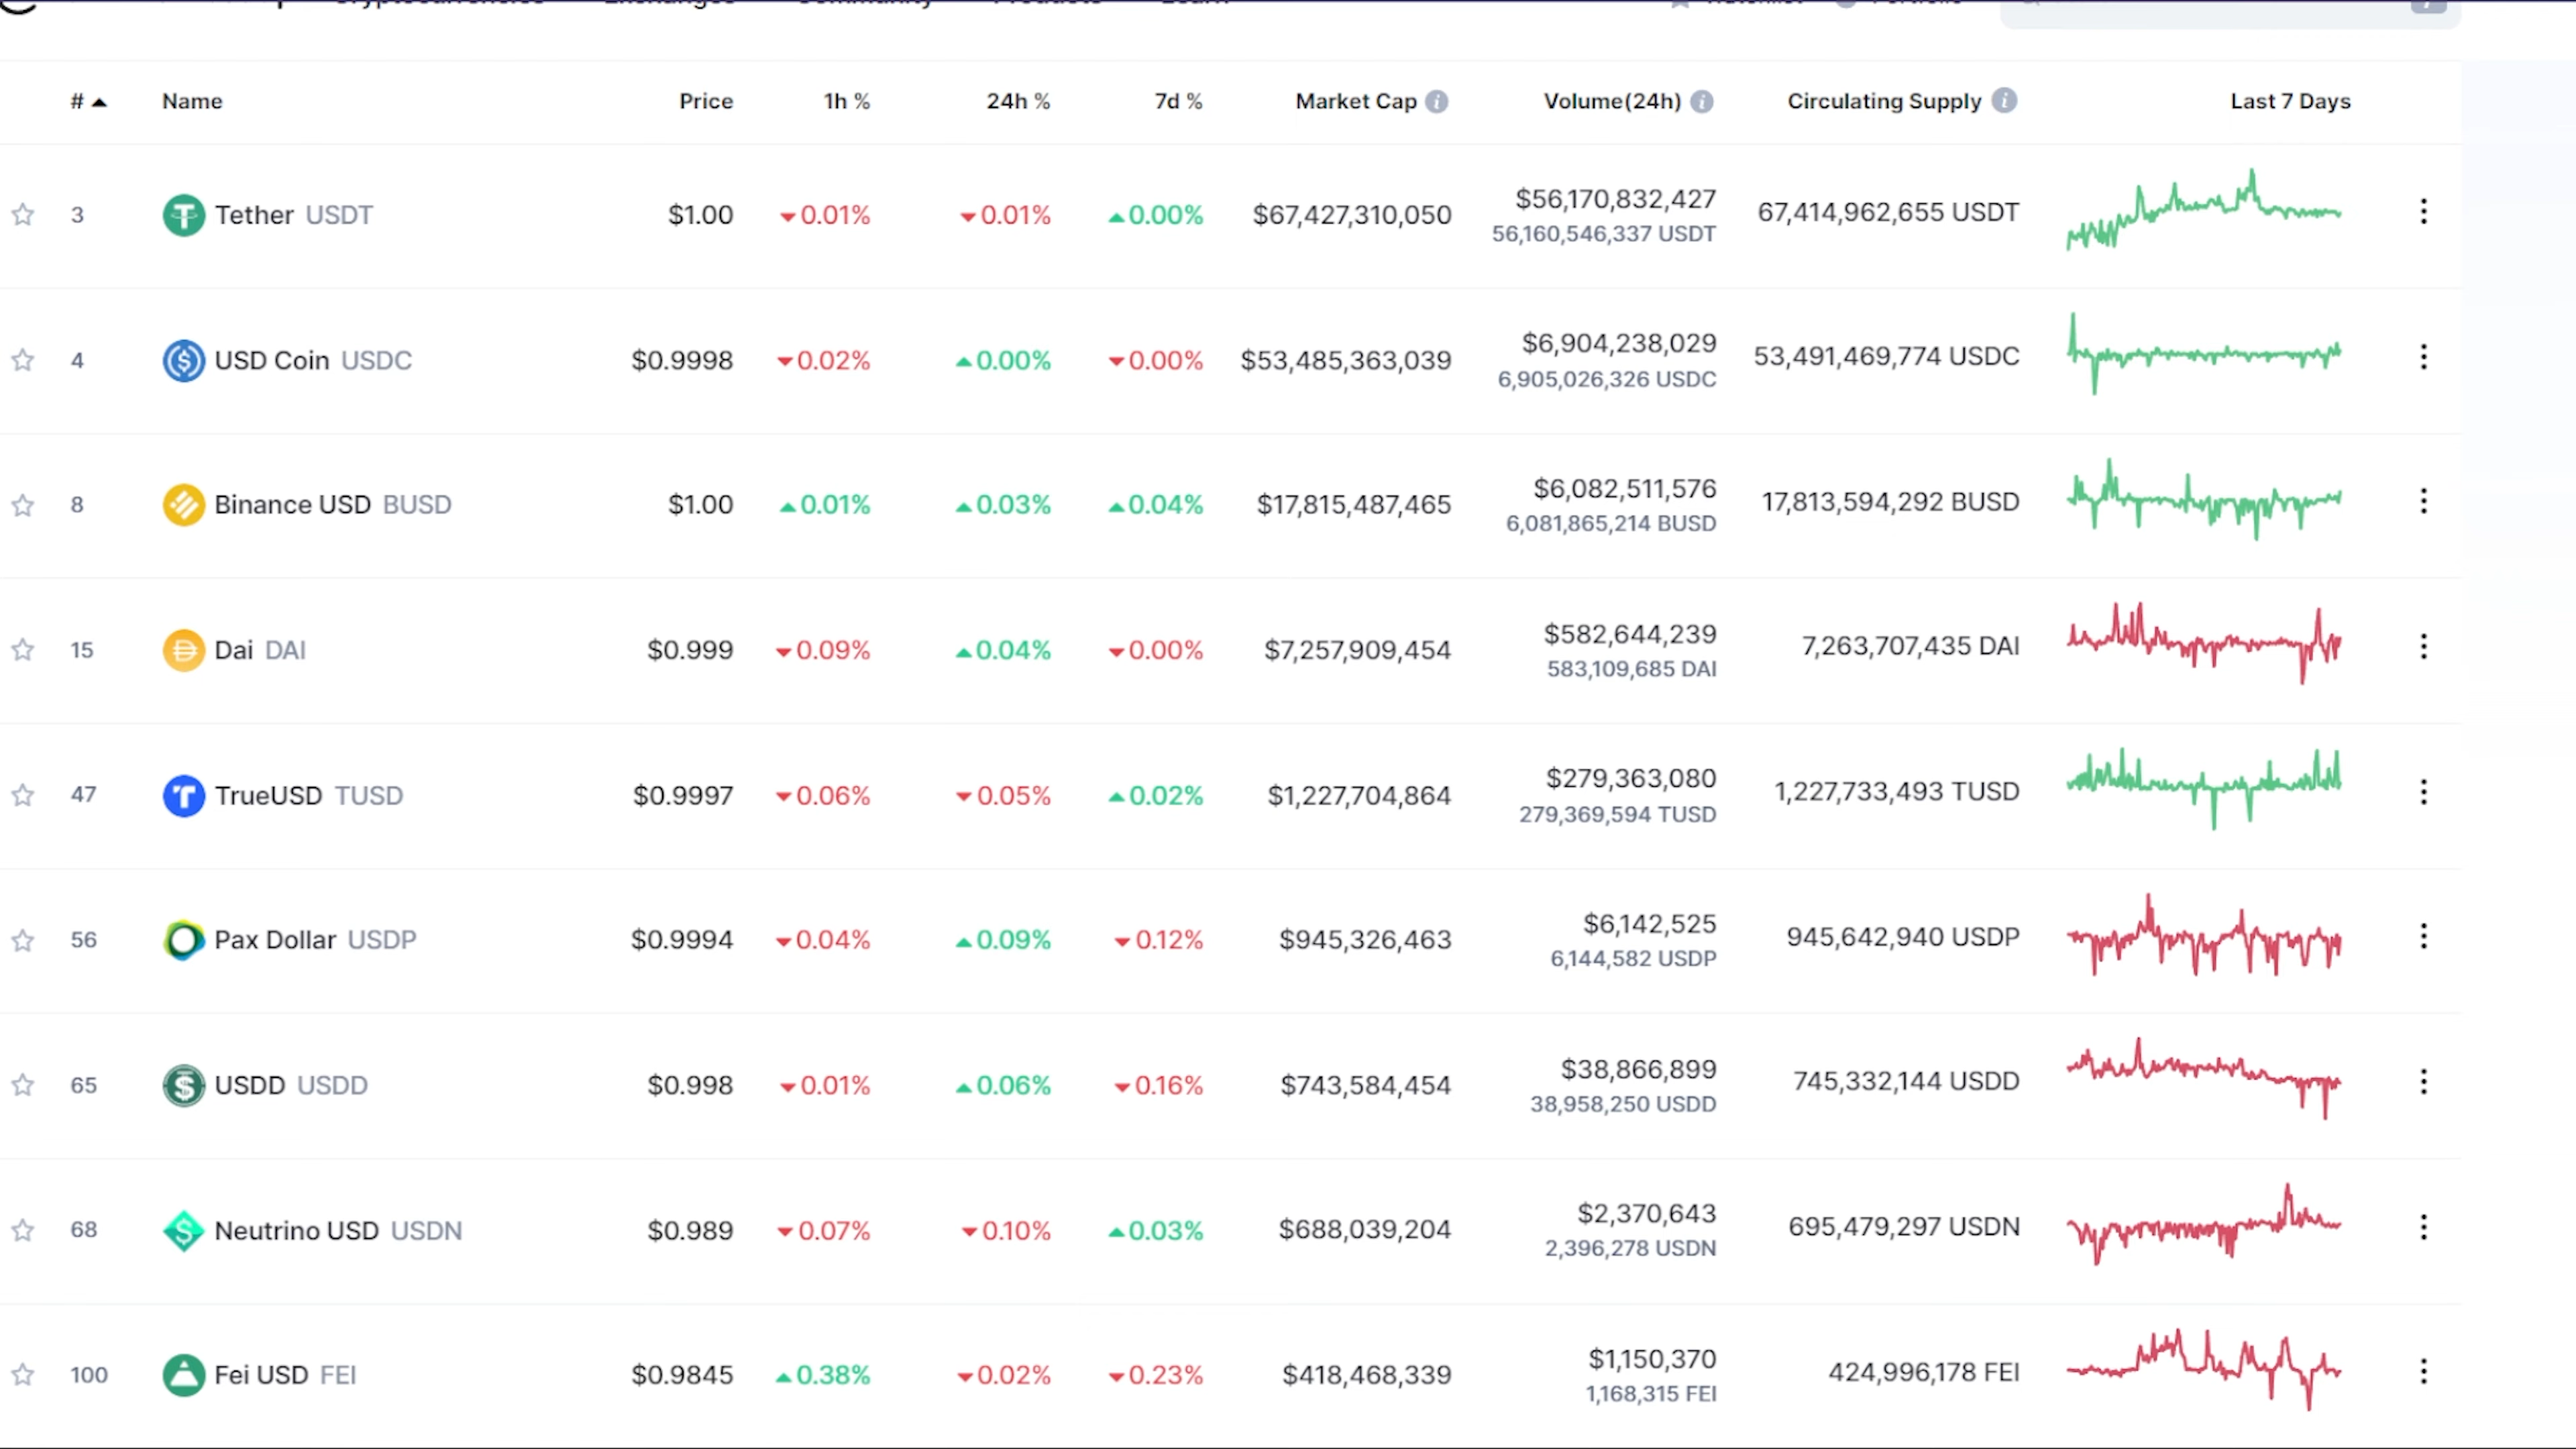 Cryptocurrencies Exchanges Community Products Learn Watchlist Portfolio
# Name Price 1h % 24h % 7d % Market Cap Volume(24h) Circulating Supply Last 7 Days
3 Tether USDT $1.00 0.01% 0.01% 0.00% $67,427,310,050 $56,170,832,427 67,414,962,655 USDT
56,160,546,337 USDT
4 USD Coin USDC $0.9998 0.02% 0.00% 0.00% $53,485,363,039 $6,904,238,029 53,491,469,774 USDC
6,905,026,326 USDC
8 Binance USD BUSD $1.00 0.01% 0.03% 0.04% $17,815,487,465 $6,082,511,576 17,813,594,292 BUSD
6,081,865,214 BUSD
15 Dai DAI $0.999 0.09% 0.04% 0.00% $7,257,909,454 $582,644,239 7,263,707,435 DAI
583,109,685 DAI
47 TrueUSD TUSD $0.9997 0.06% 0.05% 0.02% $1,227,704,864 $279,363,080 1,227,733,493 TUSD
279,369,594 TUSD
56 Pax Dollar USDP $0.9994 0.04% 0.09% 0.12% $945,326,463 $6,142,525 945,642,940 USDP
6,144,582 USDP
65 USDD USDD $0.998 0.01% 0.06% 0.16% $743,584,454 $38,866,899 745,332,144 USDD
38,958,250 USDD
68 Neutrino USD USDN $0.989 0.07% 0.10% 0.03% $688,039,204 $2,370,643 695,479,297 USDN
2,396,278 USDN
100 Fei USD FEI $0.9845 0.38% 0.02% 0.23% $418,468,339 $1,150,370 424,996,178 FEI
1,168,315 FEI